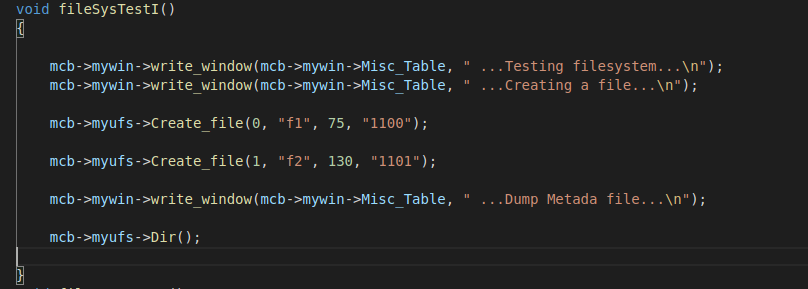 void fileSysTestI()
{
mcb->mywin->write_window(mcb->mywin->Misc_Table, " ...Testing filesystem...\n");
mcb->mywin->write_window(mcb->mywin->Misc_Table, " ...Creating a file...\n");
mcb->myufs->Create_file(0, "f1", 75, "1100");
mcb->myufs->Create_file(1, "f2", 130, "1101");
mcb->mywin->write_window(mcb->mywin->Misc_Table, " ...Dump Metada file...\n");
mcb->myufs->Dir();
}